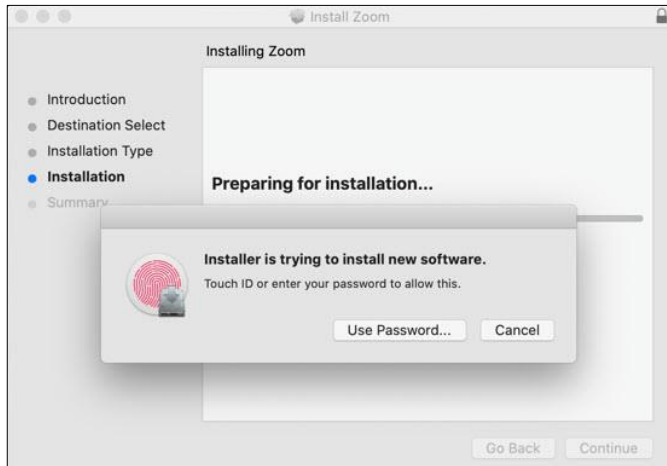 Install Zoom
Installing Zoom
Introduction
Destination Select
Installation Type
Installation
Summary
Preparing for installation...
Installer is trying to install new software.
Touch ID or enter your password to allow this.
Use Password... Cancel
Go Back Continue